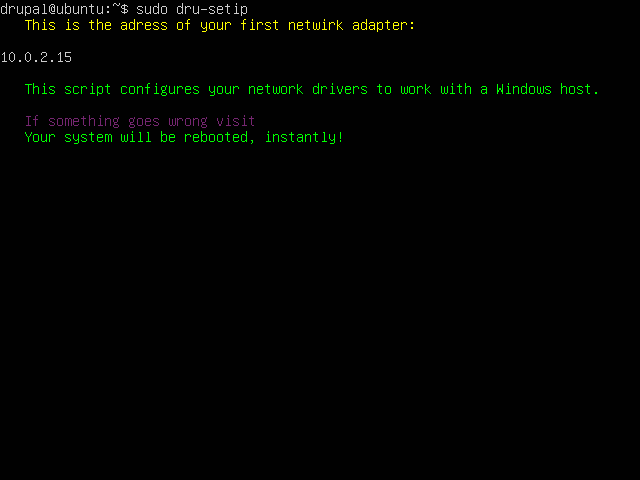 drupal@ubuntu:~$ sudo dru-setip
This is the adress of your first netwirk adapter:
10.0.2.15
This script configures your network drivers to work with a Windows host.
If something goes wrong visit
Your system will be rebooted, instantly!